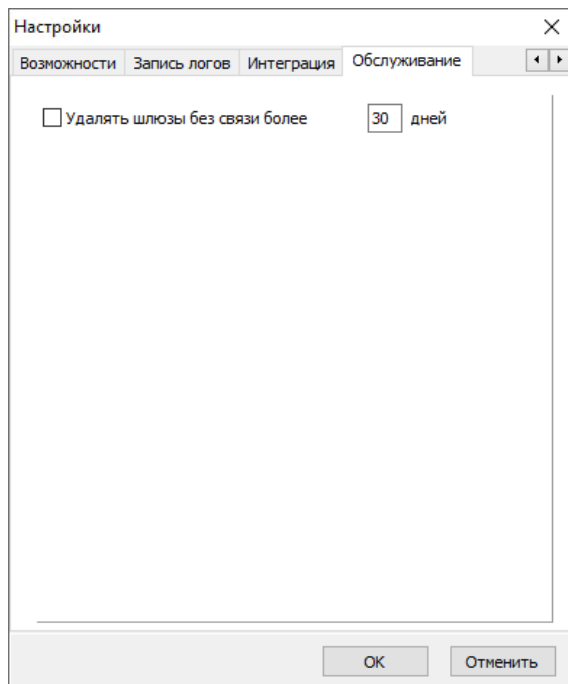 Настройки
Возможности Запись логов Интеграция Обслуживание
Удалять шлюзы без связи более 30 дней
OK Отменить